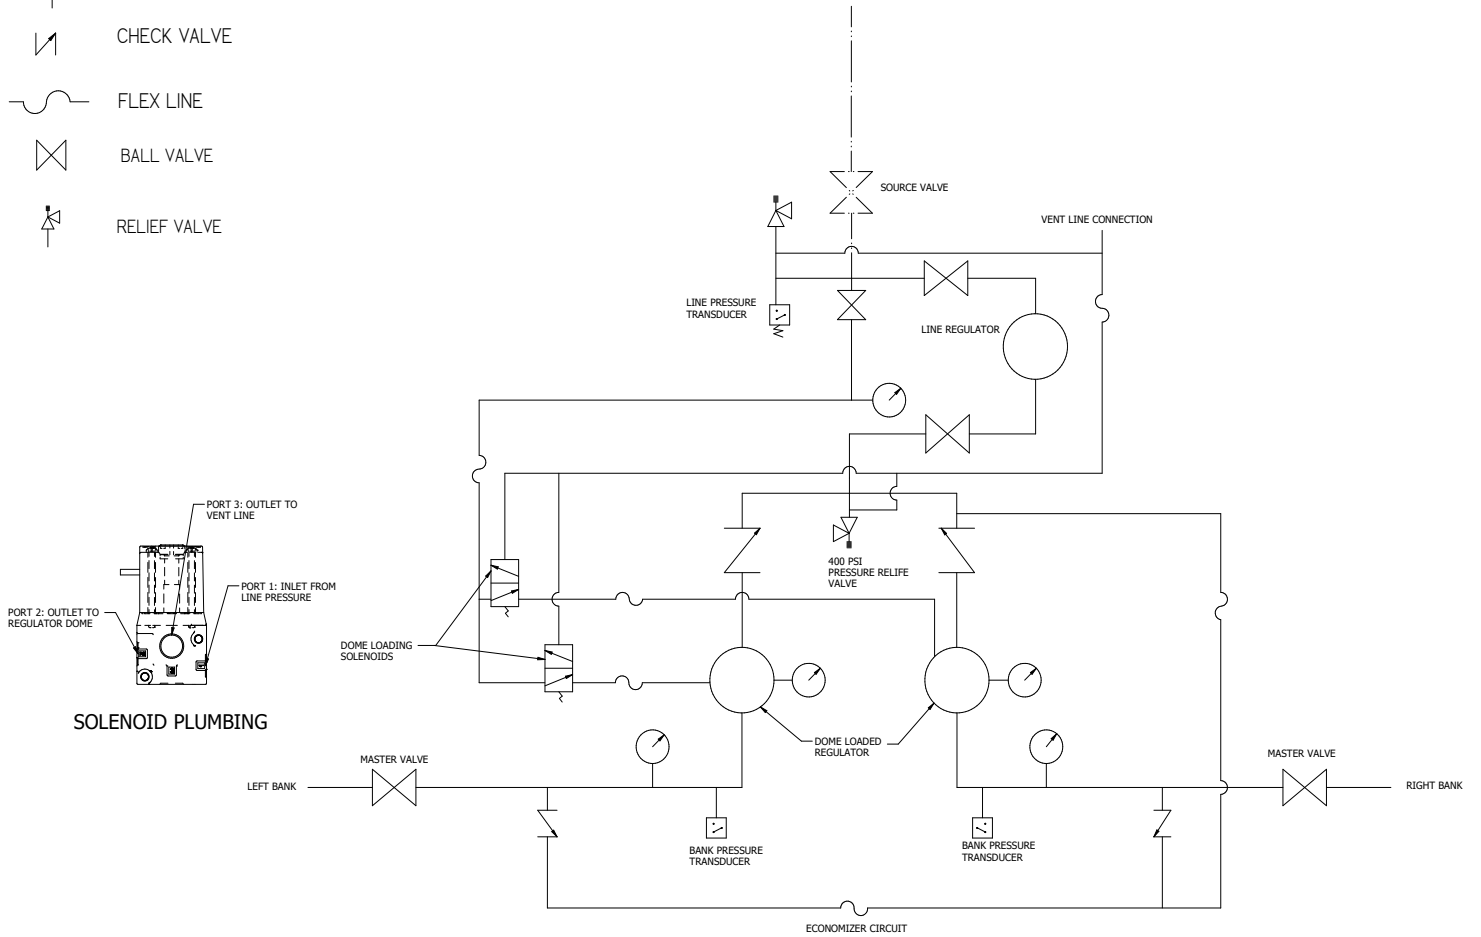 CHECK VALVE
FLEX LINE
BALL VALVE
RELIEF VALVE
SOURCE VALVE
VENT LINE CONNECTION
LINE PRESSURE
TRANSDUCER
LINE REGULATOR
PORT 3: OUTLET TO
VENT LINE
PORT 1: INLET FROM
LINE PRESSURE
PORT 2: OUTLET TO
REGULATOR DOME
SOLENOID PLUMBING
400 PSI
PRESSURE RELIFE
VALVE
DOME LOADING
SOLENOIDS
DOME LOADED
REGULATOR
MASTER VALVE
LEFT BANK
MASTER VALVE
RIGHT BANK
BANK PRESSURE
TRANSDUCER
BANK PRESSURE
TRANSDUCER
ECONOMIZER CIRCUIT